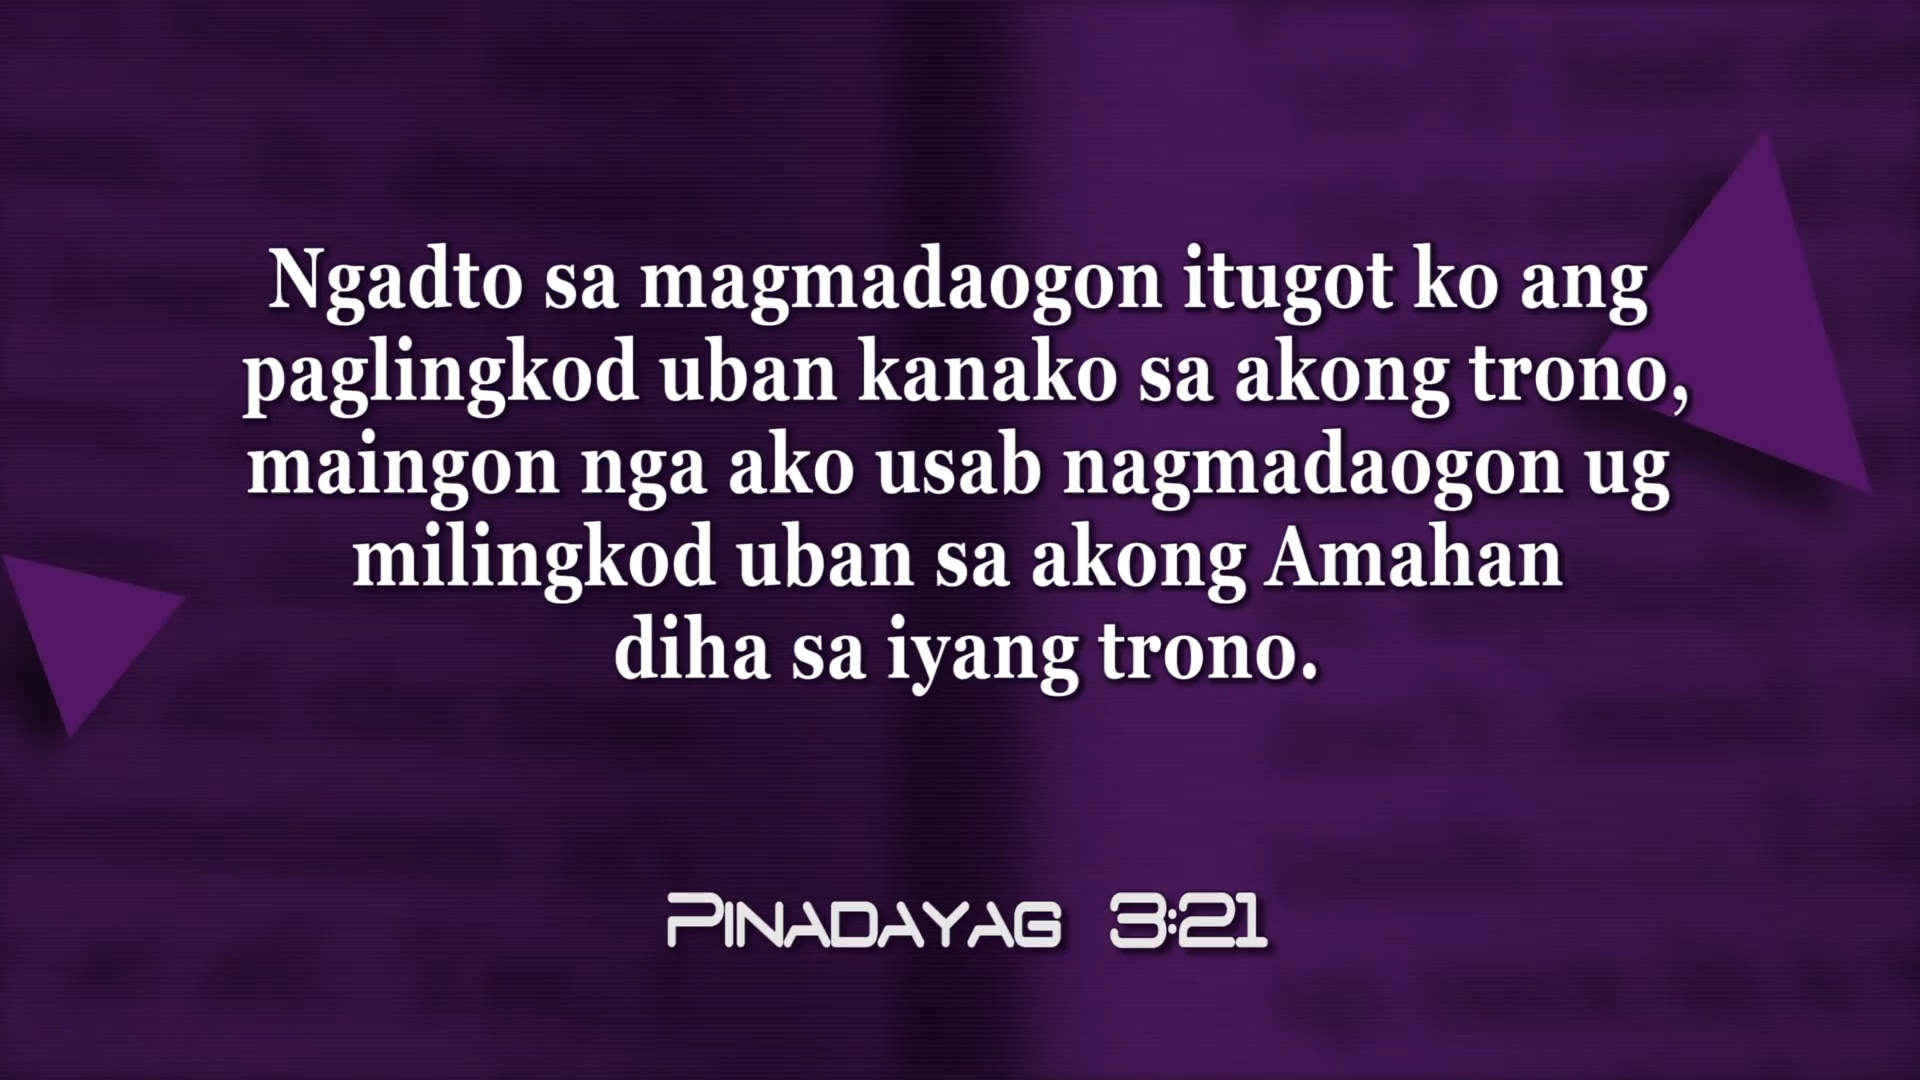 Ngadto sa magmadaogon itugot ko ang
paglingkod uban kanako sa akong trono,
maingon nga ako usab nagmadaogon ug
milingkod uban sa akong Amahan
diha sa iyang trono.
Pinadayag 3:21